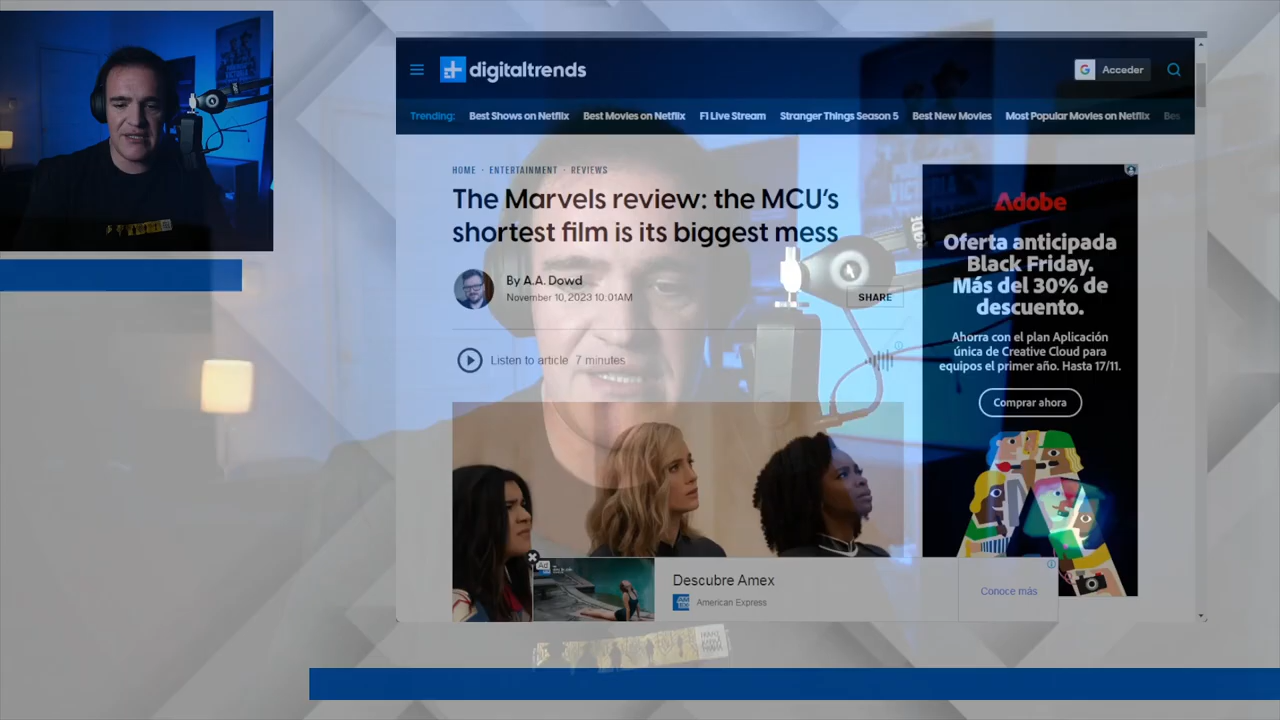 digitaltrends
Acceder
Trending: Best Shows on Netflix Best Movies on Netflix F1 Live Stream Stranger Things Season 5 Best New Movies Most Popular Movies on Netflix Bes
HOME · ENTERTAINMENT · REVIEWS
The Marvels review: the MCU's
shortest film is its biggest mess
By A.A. Dowd
November 10, 2023 10:01AM
SHARE
Listen to article 7 minutes
Adobe
Oferta anticipada
Black Friday.
Más del 30% de
descuento.
Ahorra con el plan Aplicación
única de Creative Cloud para
equipos el primer año. Hasta 17/11.
Comprar ahora
Ad
Descubre Amex
American Express
Conoce más